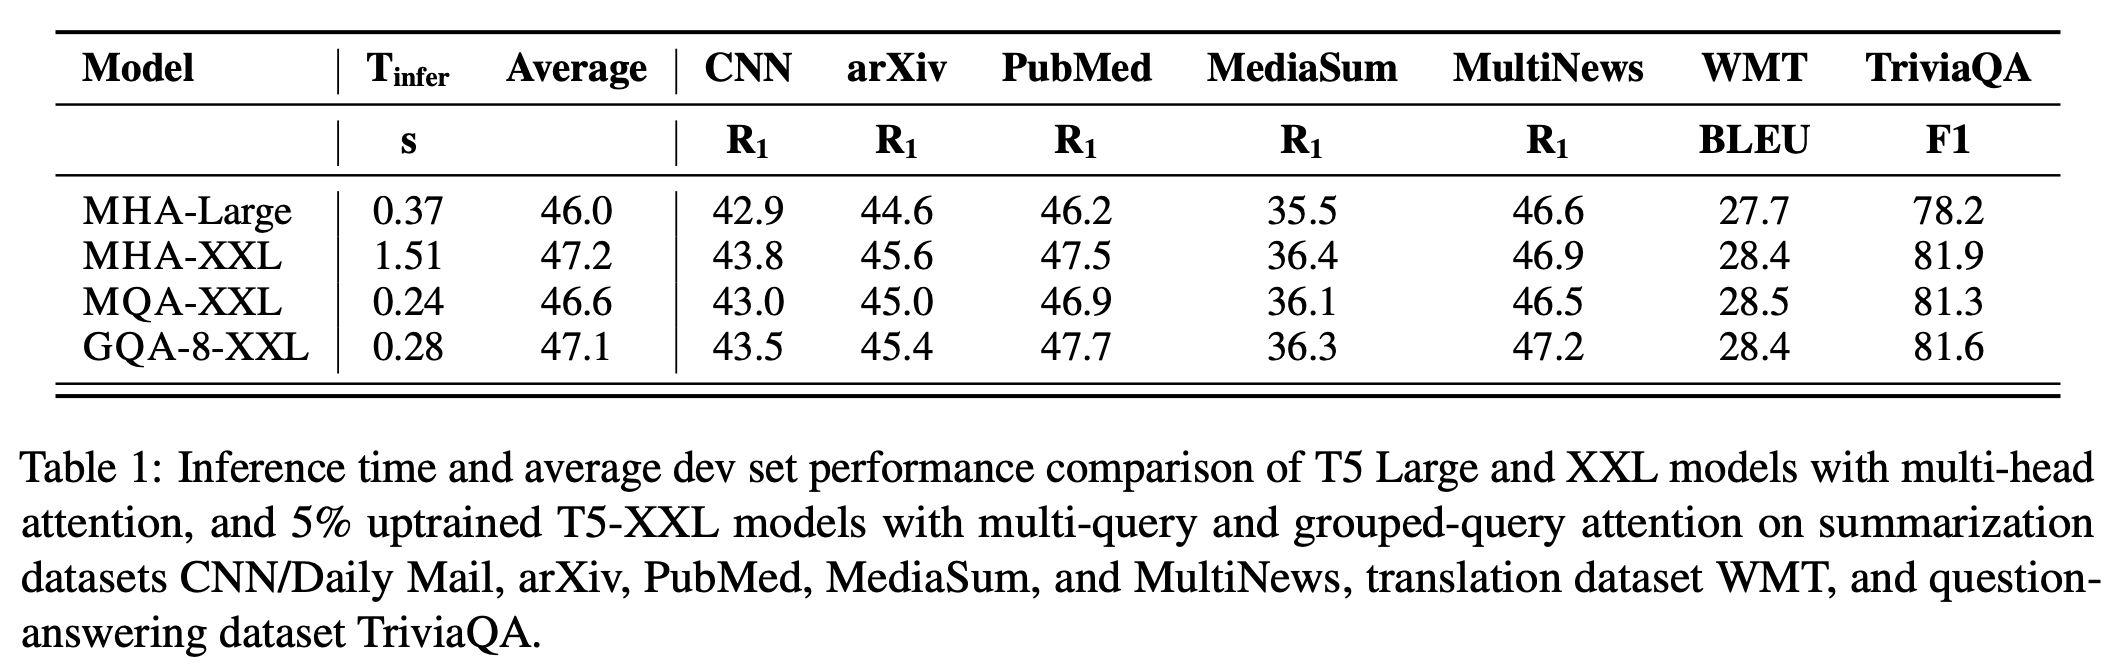 Model T_infer Average CNN arXiv PubMed MediaSum MultiNews WMT TriviaQA
s R₁ R₁ R₁ R₁ R₁ BLEU F1
MHA-Large 0.37 46.0 42.9 44.6 46.2 35.5 46.6 27.7 78.2
MHA-XXL 1.51 47.2 43.8 45.6 47.5 36.4 46.9 28.4 81.9
MQA-XXL 0.24 46.6 43.0 45.0 46.9 36.1 46.5 28.5 81.3
GQA-8-XXL 0.28 47.1 43.5 45.4 47.7 36.3 47.2 28.4 81.6
Table 1: Inference time and average dev set performance comparison of T5 Large and XXL models with multi-head
attention, and 5% uptrained T5-XXL models with multi-query and grouped-query attention on summarization
datasets CNN/Daily Mail, arXiv, PubMed, MediaSum, and MultiNews, translation dataset WMT, and question-
answering dataset TriviaQA.